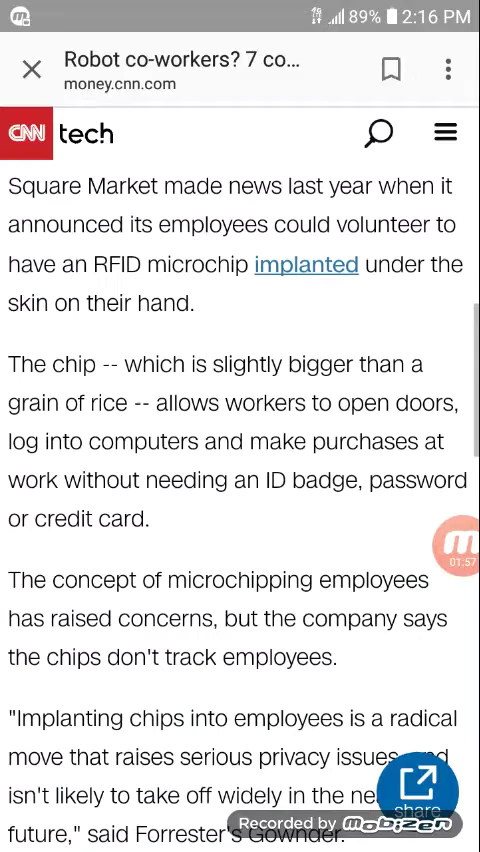 89% 2:16 PM
Robot co-workers? 7 co...
money.cnn.com
CNN tech
Square Market made news last year when it
announced its employees could volunteer to
have an RFID microchip implanted under the
skin on their hand.
The chip -- which is slightly bigger than a
grain of rice -- allows workers to open doors,
log into computers and make purchases at
work without needing an ID badge, password
or credit card.
01:57
The concept of microchipping employees
has raised concerns, but the company says
the chips don't track employees.
"Implanting chips into employees is a radical
move that raises serious privacy issues, and
isn't likely to take off widely in the
share
future," said Forrester's Gownder.
Recorded by mobizen